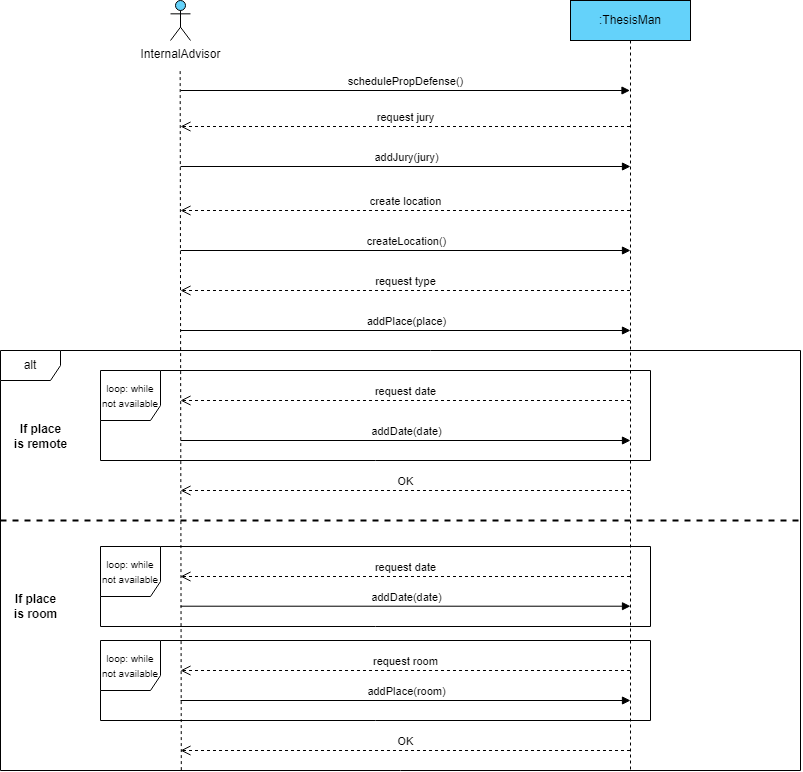 InternalAdvisor
:ThesisMan
schedulePropDefense()
request jury
addJury(jury)
create location
createLocation()
request type
addPlace(place)
alt
loop: while
not available
request date
If place
is remote
addDate(date)
OK
loop: while
not available
request date
If place
is room
addDate(date)
loop: while
not available
request room
addPlace(room)
OK